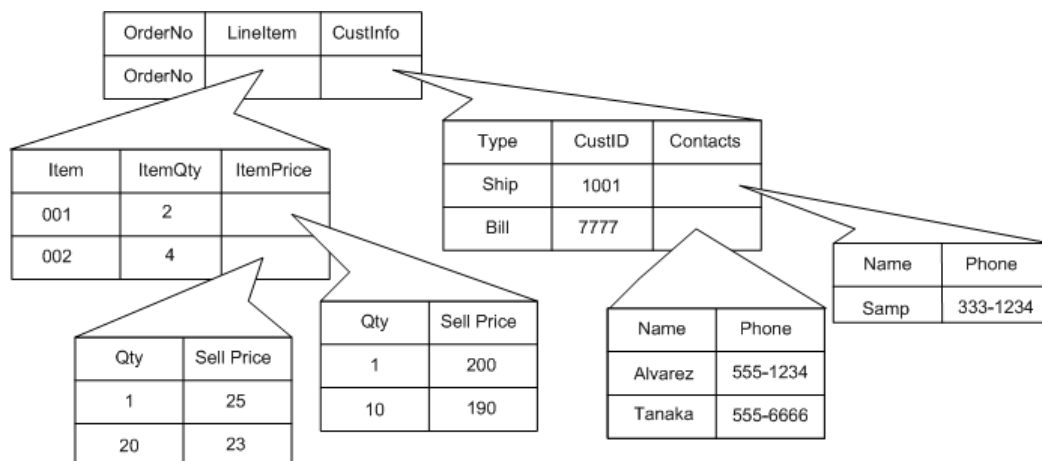 OrderNo LineItem CustInfo
OrderNo
Item ItemQty ItemPrice
001 2
002 4
Type CustID Contacts
Ship 1001
Bill 7777
Qty Sell Price
1 25
20 23
Qty Sell Price
1 200
10 190
Name Phone
Alvarez 555-1234
Tanaka 555-6666
Name Phone
Samp 333-1234